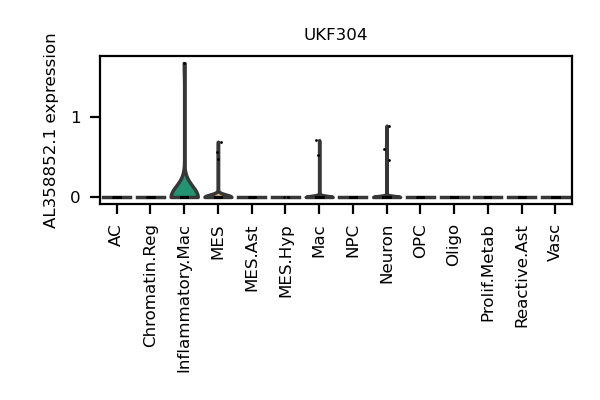 UKF304
AL358852.1 expression
1
0
AC
Chromatin.Reg
Inflammatory.Mac
MES
MES.Ast
MES.Hyp
Mac
NPC
Neuron
OPC
Oligo
Prolif.Metab
Reactive.Ast
Vasc